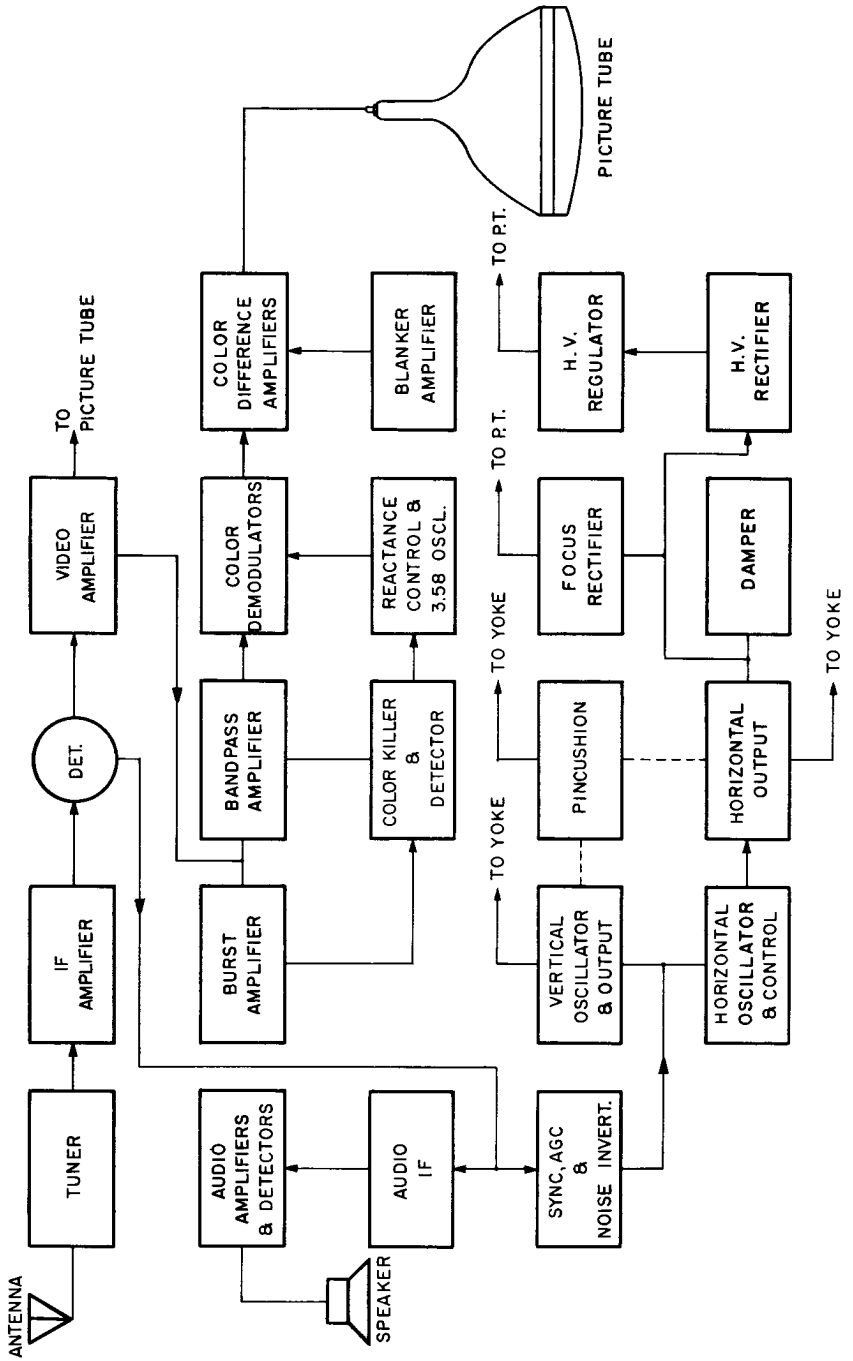 ANTENNA
TUNER
IF
AMPLIFIER
DET.
VIDEO
AMPLIFIER
TO
PICTURE TUBE
AUDIO
AMPLIFIERS
& DETECTORS
SPEAKER
BURST
AMPLIFIER
BANDPASS
AMPLIFIER
COLOR
DEMODULATORS
COLOR
DIFFERENCE
AMPLIFIERS
AUDIO
IF
COLOR KILLER
&
DETECTOR
REACTANCE
CONTROL &
3.58 OSCL.
BLANKER
AMPLIFIER
PICTURE TUBE
TO YOKE
TO YOKE
TO P.T.
TO P.T.
SYNC, AGC
&
NOISE INVERT.
VERTICAL
OSCILLATOR
& OUTPUT
PINCUSHION
FOCUS
RECTIFIER
H.V.
REGULATOR
HORIZONTAL
OSCILLATOR
& CONTROL
HORIZONTAL
OUTPUT
DAMPER
H.V.
RECTIFIER
TO YOKE